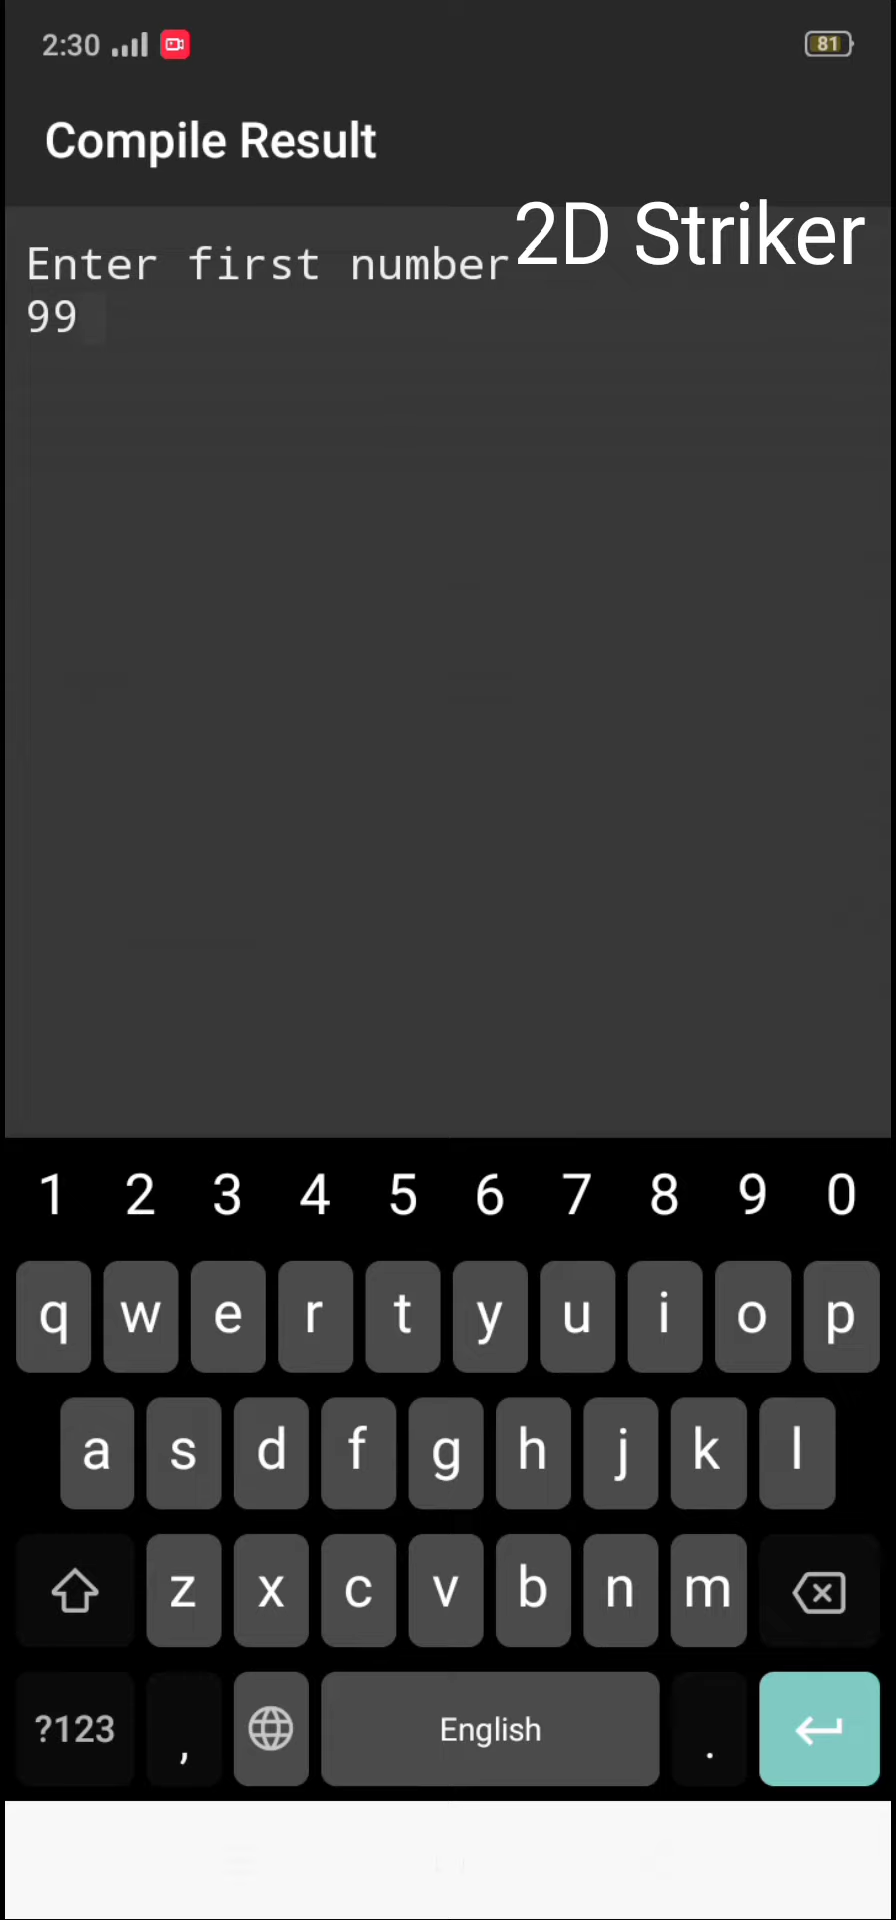 2:30
81
Compile Result
2D Striker
Enter first number
99
1 2 3 4 5 6 7 8 9 0
q w e r t y u i o p
a s d f g h j k l
z x c v b n m
?123 , English .